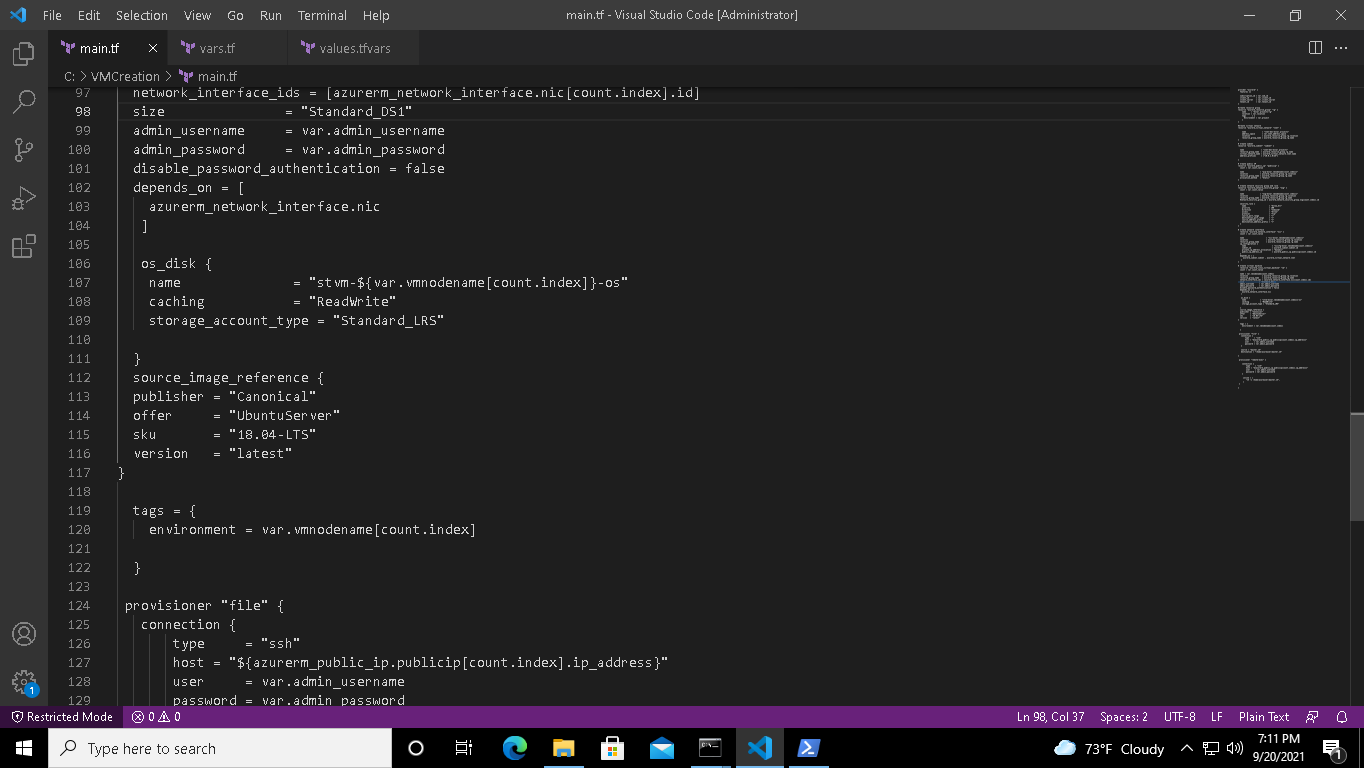 File Edit Selection View Go Run Terminal Help main.tf - Visual Studio Code [Administrator]
main.tf vars.tf values.tfvars
C: > VMCreation > main.tf
97 network_interface_ids = [azurerm_network_interface.nic[count.index].id]
98 size = "Standard_DS1"
99 admin_username = var.admin_username
100 admin_password = var.admin_password
101 disable_password_authentication = false
102 depends_on = [
103 azurerm_network_interface.nic
104 ]
105
106 os_disk {
107 name = "stvm-${var.vmnodename[count.index]}-os"
108 caching = "ReadWrite"
109 storage_account_type = "Standard_LRS"
110
111 }
112 source_image_reference {
113 publisher = "Canonical"
114 offer = "UbuntuServer"
115 sku = "18.04-LTS"
116 version = "latest"
117 }
118
119 tags = {
120 environment = var.vmnodename[count.index]
121
122 }
123
124 provisioner "file" {
125 connection {
126 type = "ssh"
127 host = "${azurerm_public_ip.publicip[count.index].ip_address}"
128 user = var.admin_username
129 password = var.admin_password
1
Restricted Mode 0 0 Ln 98, Col 37 Spaces: 2 UTF-8 LF Plain Text
Type here to search 73°F Cloudy 7:11 PM 1
9/20/2021